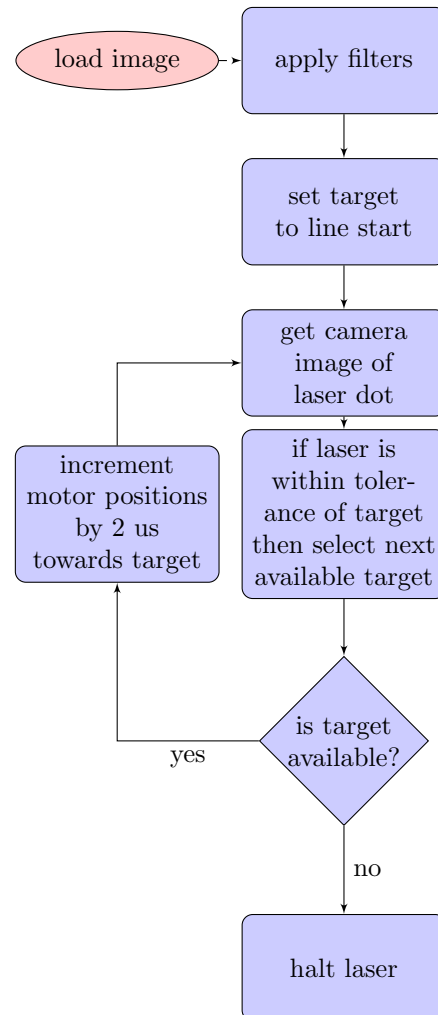 load image
apply filters
set target
to line start
get camera
image of
laser dot
if laser is
within toler-
ance of target
then select next
available target
increment
motor positions
by 2 us
towards target
is target
available?
yes
no
halt laser